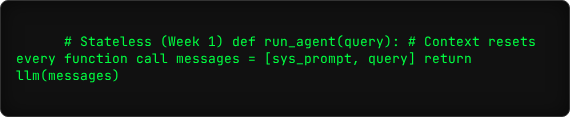 # Stateless (Week 1) def run_agent(query): # Context resets
every function call messages = [sys_prompt, query] return
llm(messages)